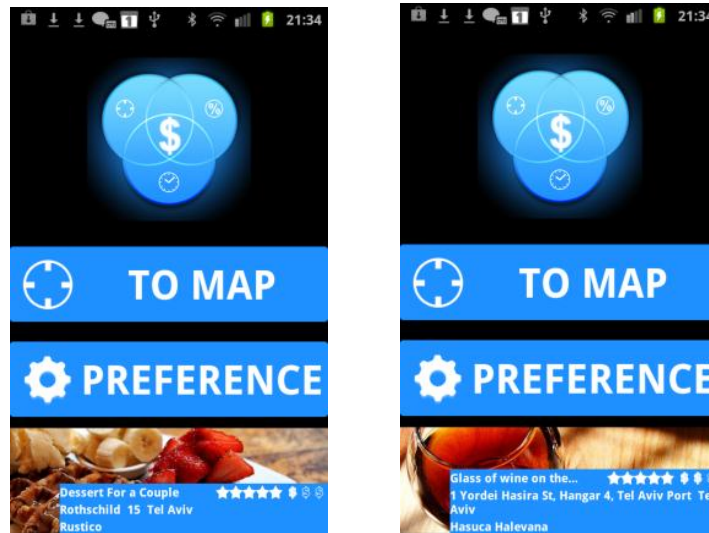 21:34
$
%
TO MAP
PREFERENCE
Dessert For a Couple
Rothschild 15 Tel Aviv
Rustico
21:34
$
%
TO MAP
PREFERENCE
Glass of wine on the...
1 Yordei Hasira St, Hangar 4, Tel Aviv Port Te
Aviv
Hasuca Halevana